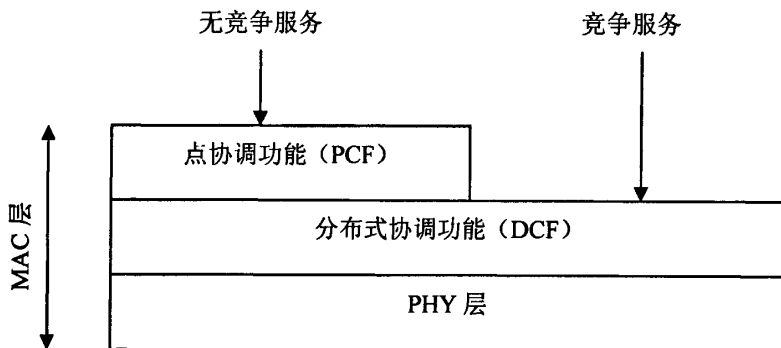 无竞争服务
竞争服务
点协调功能（PCF）
分布式协调功能（DCF）
PHY 层
MAC 层